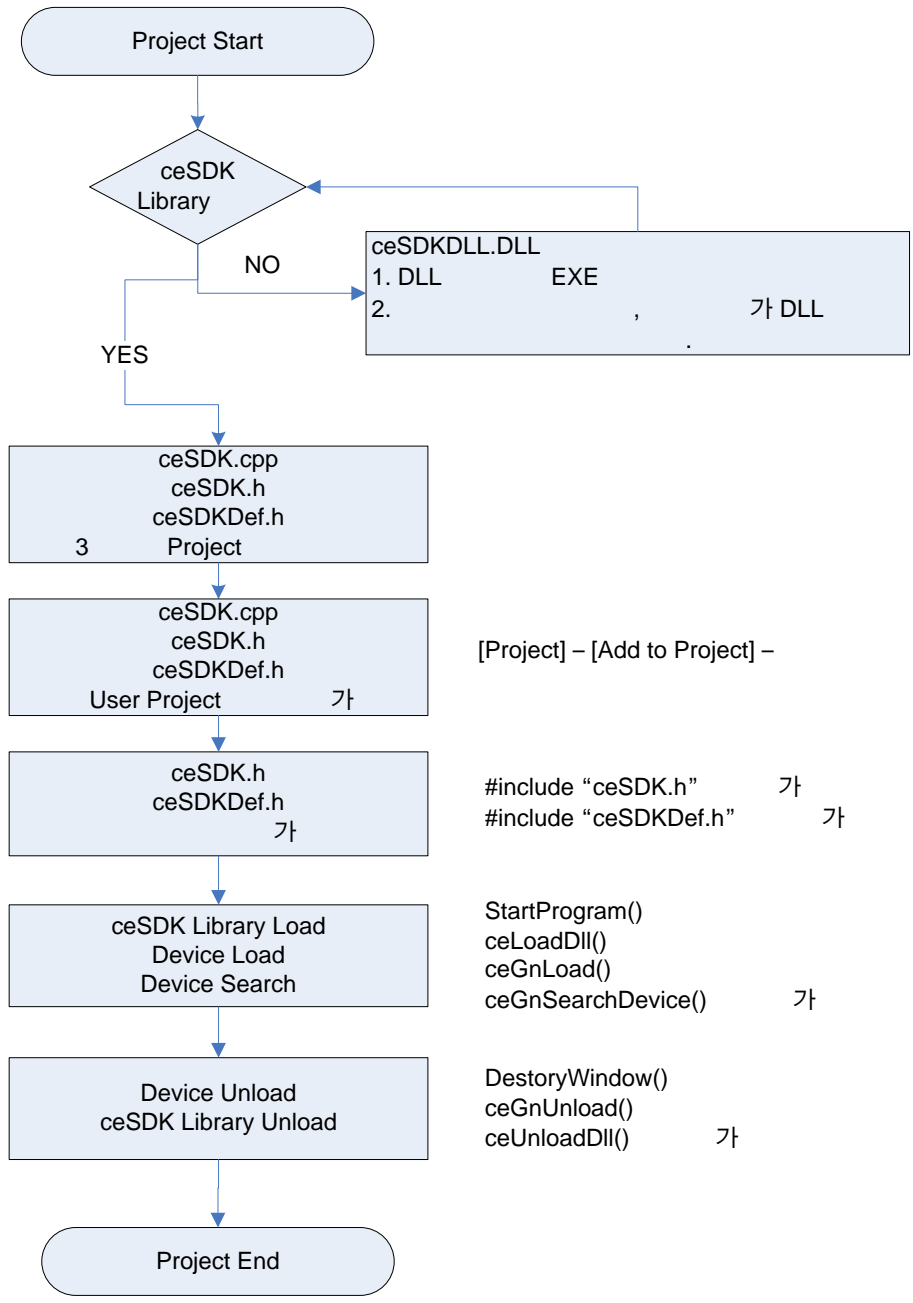 Project Start
ceSDK
Library
NO
ceSDKDLL.DLL
1. DLL EXE
2. , 가 DLL
.
YES
ceSDK.cpp
ceSDK.h
ceSDKDef.h
3 Project
ceSDK.cpp
ceSDK.h
ceSDKDef.h
User Project 가
[Project] – [Add to Project] –
ceSDK.h
ceSDKDef.h
가
#include “ceSDK.h” 가
#include “ceSDKDef.h” 가
ceSDK Library Load
Device Load
Device Search
StartProgram()
ceLoadDll()
ceGnLoad()
ceGnSearchDevice() 가
Device Unload
ceSDK Library Unload
DestoryWindow()
ceGnUnload()
ceUnloadDll() 가
Project End